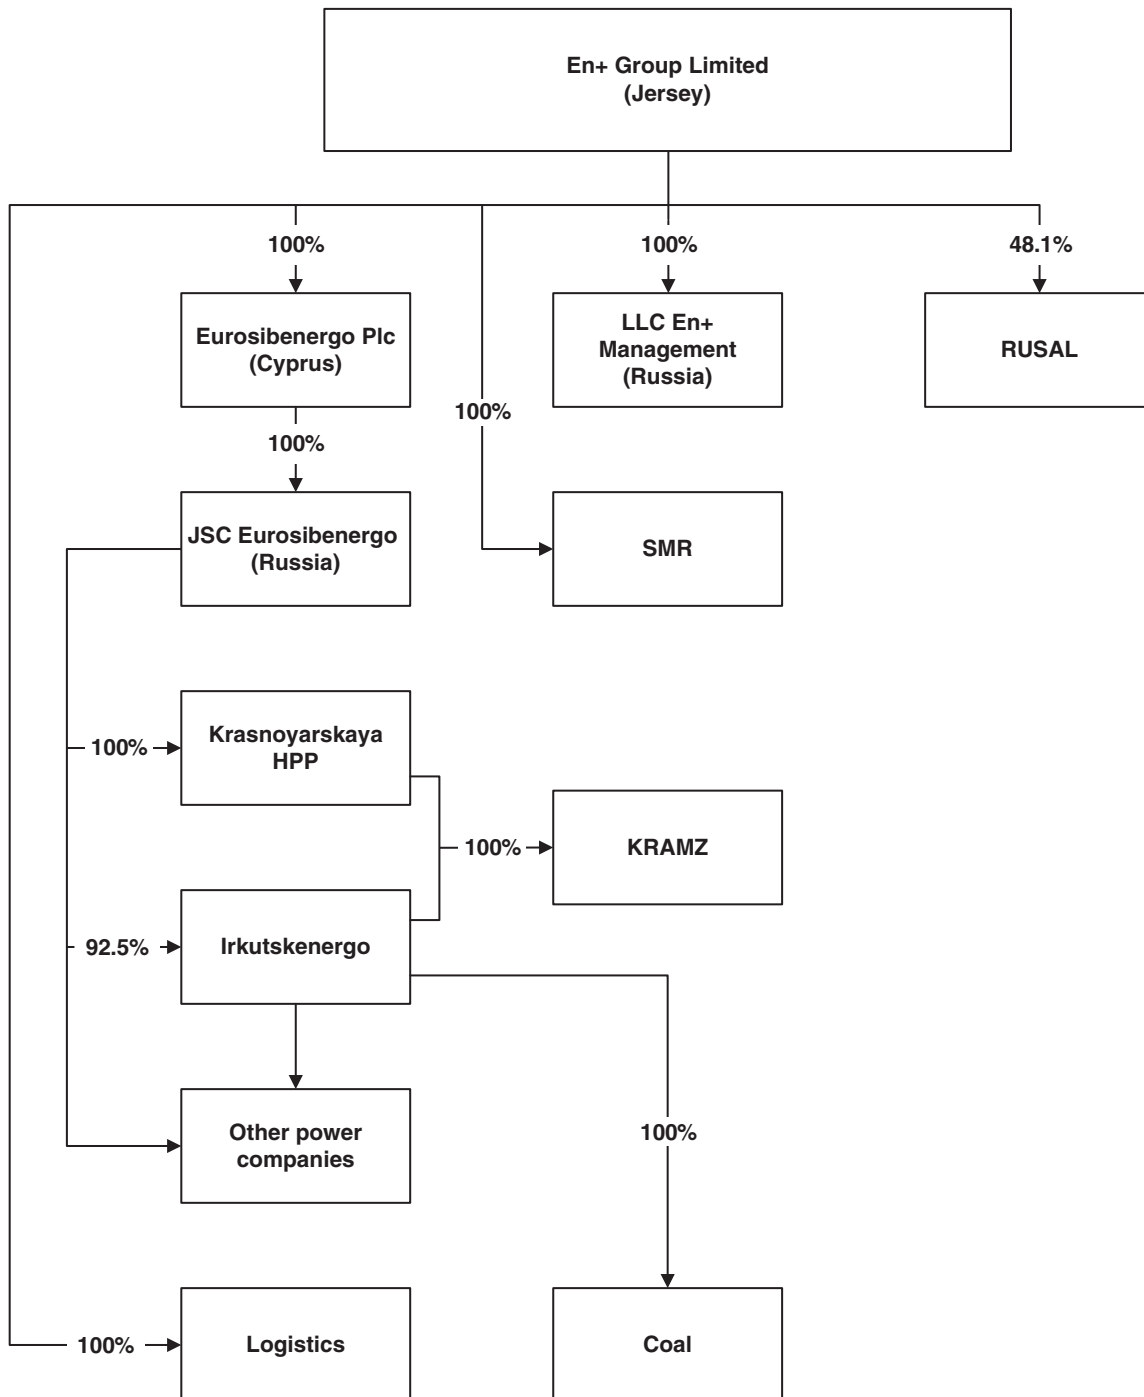 En+ Group Limited
(Jersey)
100%
100%
48.1%
Eurosibenergo Plc
(Cyprus)
LLC En+
Management
(Russia)
RUSAL
100%
100%
JSC Eurosibenergo
(Russia)
SMR
Krasnoyarskaya
HPP
100%
100%
KRAMZ
92.5%
Irkutskenergo
Other power
companies
100%
100%
Logistics
Coal